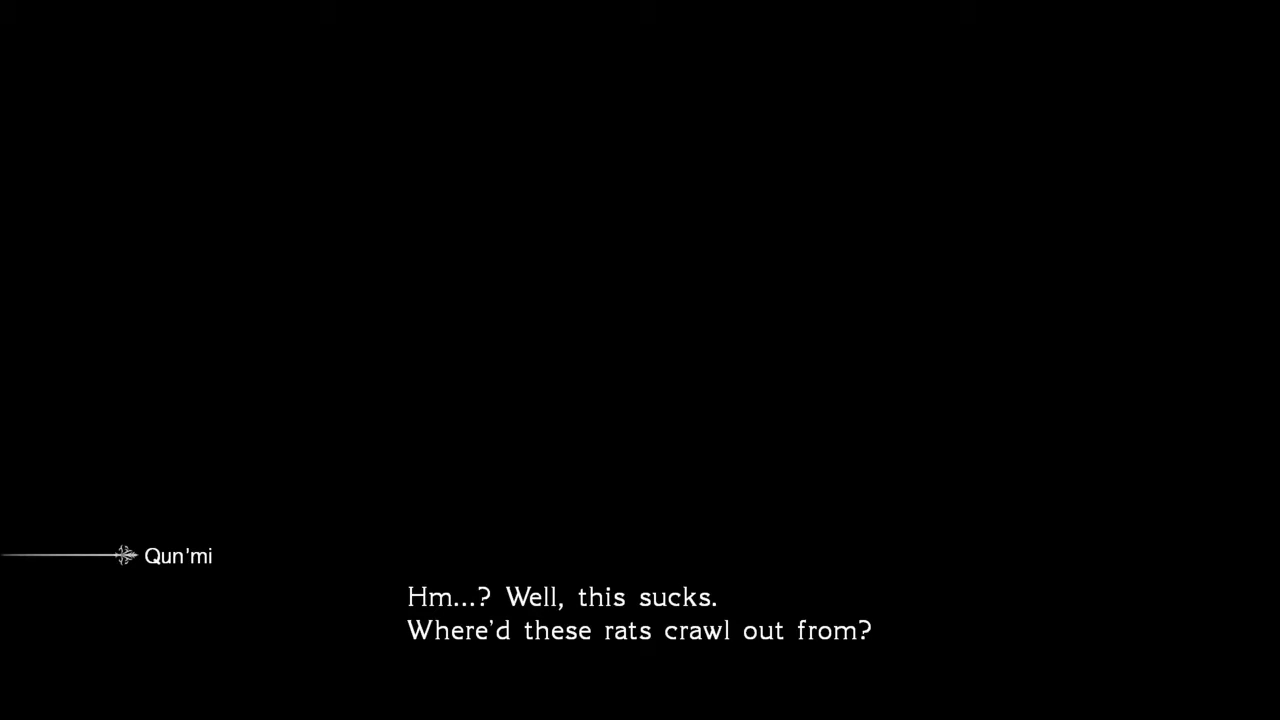 Qun'mi
Hm...? Well, this sucks.
Where'd these rats crawl out from?